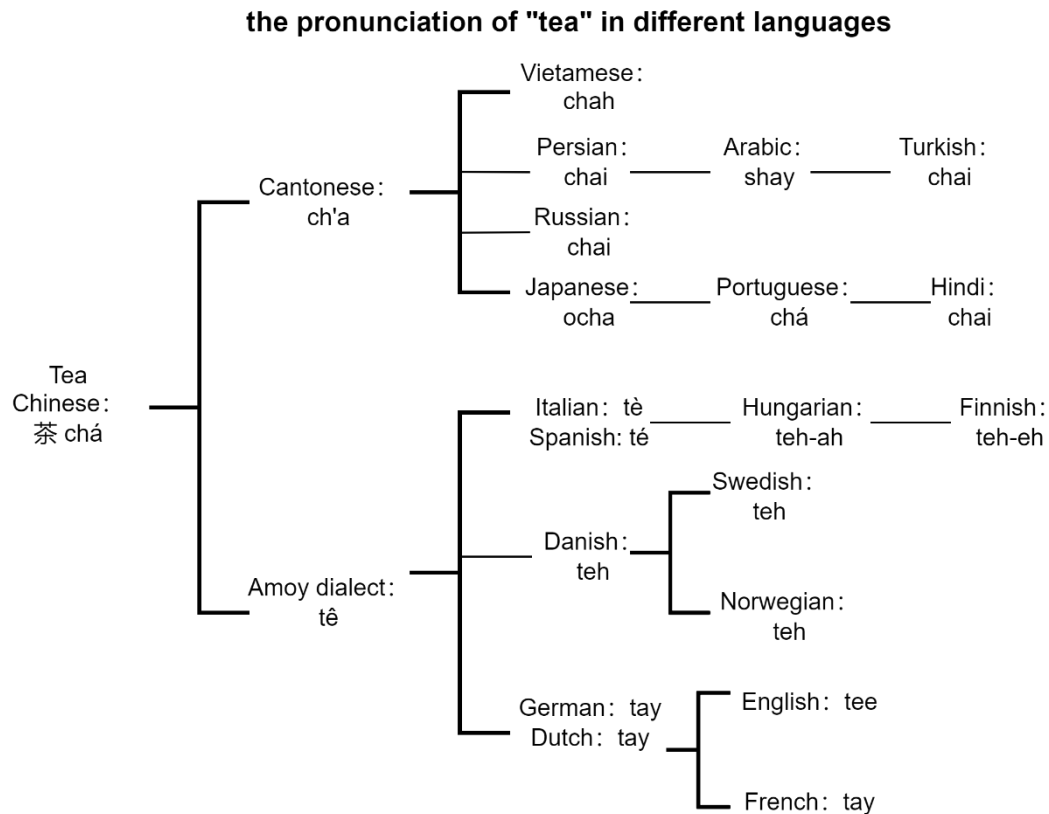 the pronunciation of "tea" in different languages
Vietamese:
chah
Persian:
chai
Arabic:
shay
Turkish:
chai
Cantonese:
ch'a
Russian:
chai
Japanese:
ocha
Portuguese:
chá
Hindi:
chai
Tea
Chinese:
茶 chá
Italian: tè
Spanish: té
Hungarian:
teh-ah
Finnish:
teh-eh
Swedish:
teh
Danish:
teh
Norwegian:
teh
Amoy dialect:
tê
German: tay
Dutch: tay
English: tee
French: tay